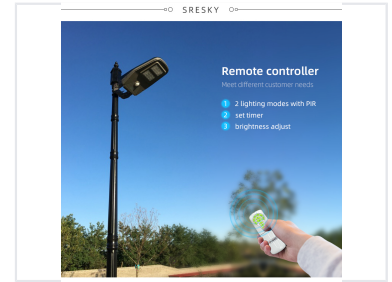 SRESKY
Remote controller
Meet different customer needs
1 2 lighting modes with PIR
2 set timer
3 brightness adjust